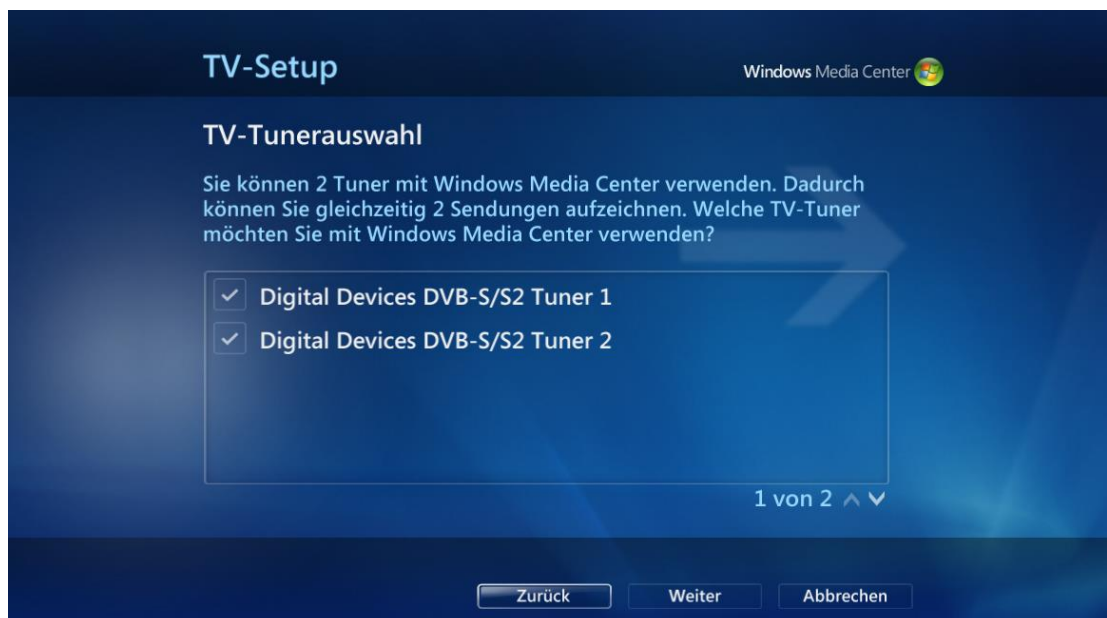 TV-Setup
Windows Media Center
TV-Tunerauswahl
Sie können 2 Tuner mit Windows Media Center verwenden. Dadurch
können Sie gleichzeitig 2 Sendungen aufzeichnen. Welche TV-Tuner
möchten Sie mit Windows Media Center verwenden?
Digital Devices DVB-S/S2 Tuner 1
Digital Devices DVB-S/S2 Tuner 2
1 von 2
Zurück Weiter Abbrechen